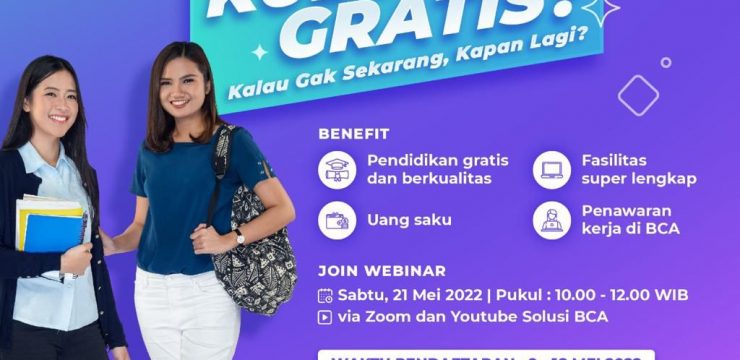 GRATIS!
Kalau Gak Sekarang, Kapan Lagi?
BENEFIT
Pendidikan gratis
dan berkualitas
Fasilitas
super lengkap
Uang saku
Penawaran
kerja di BCA
JOIN WEBINAR
Sabtu, 21 Mei 2022 | Pukul : 10.00 - 12.00 WIB
via Zoom dan Youtube Solusi BCA